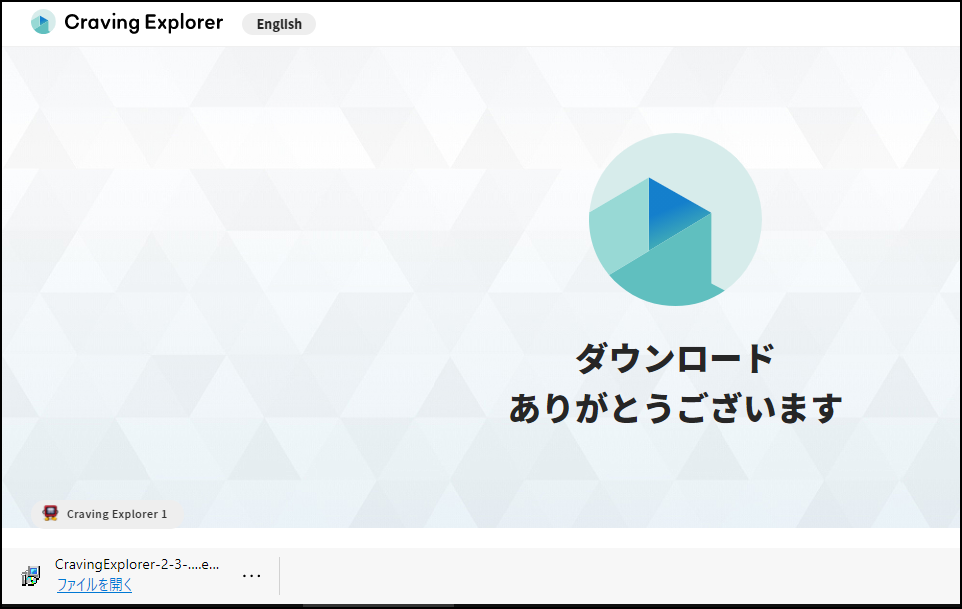 Craving Explorer
English
ダウンロード
ありがとうございます
Craving Explorer 1
CravingExplorer-2-3-....e...
ファイルを開く